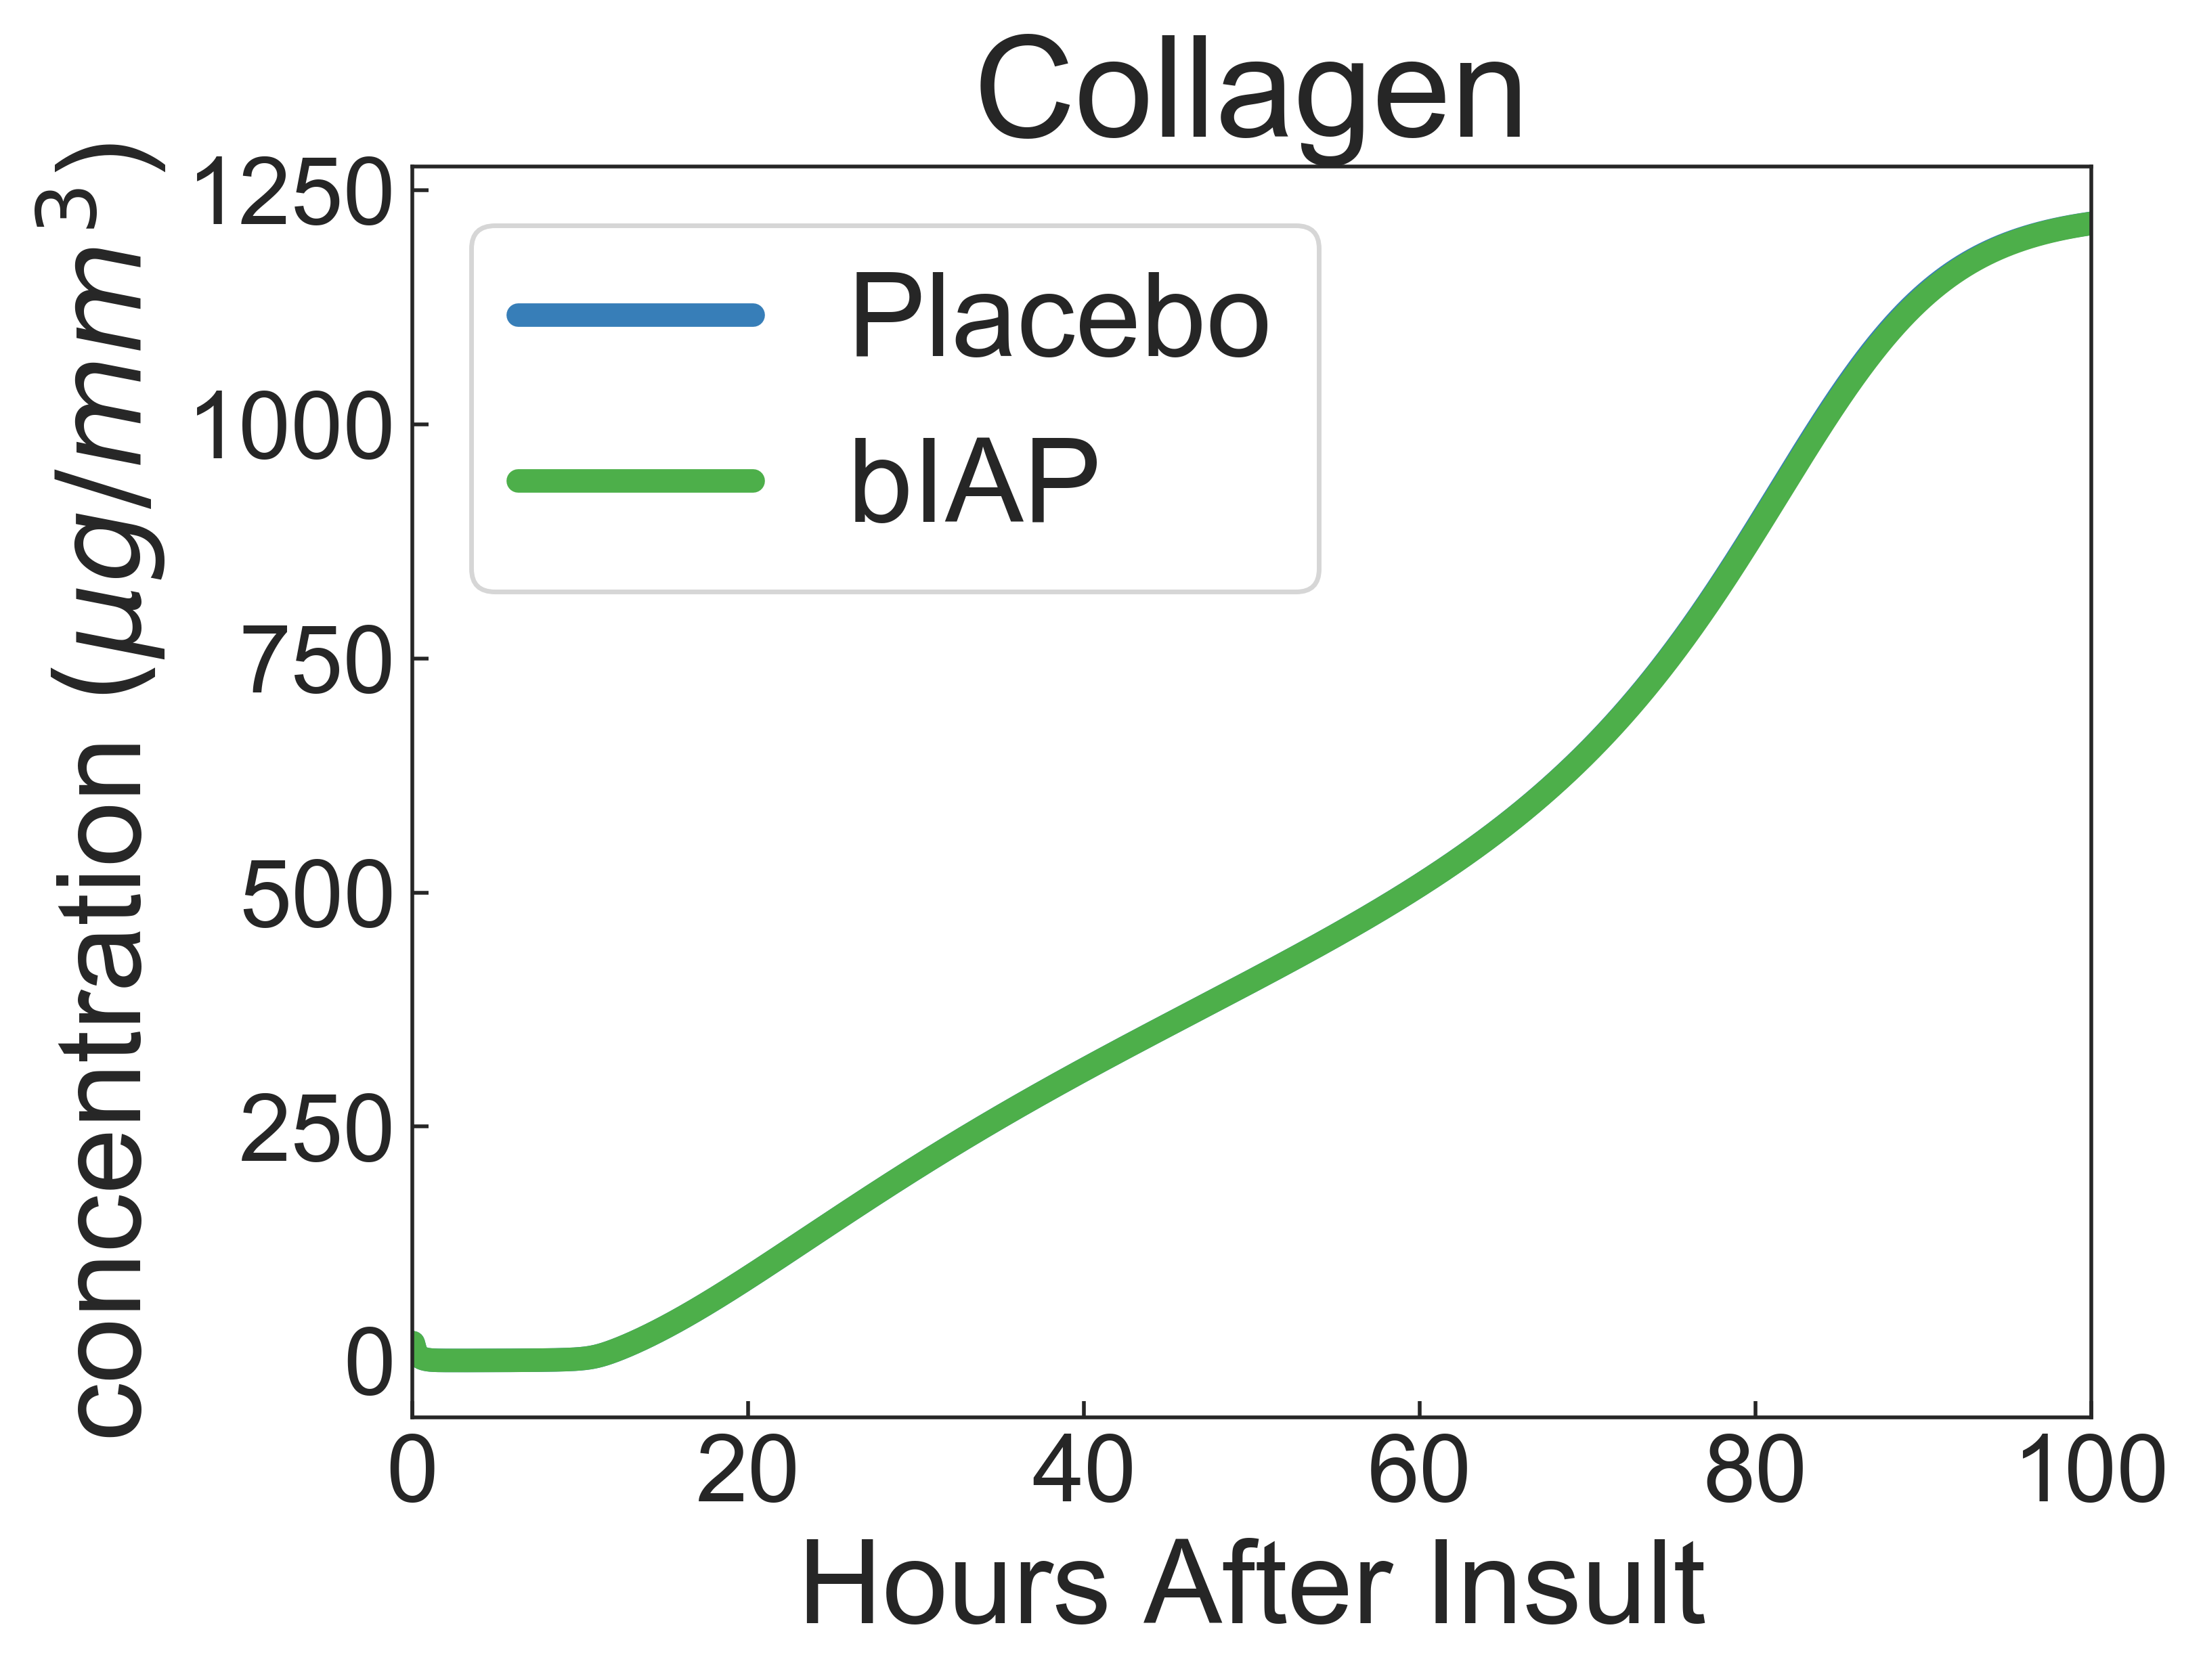 Collagen
concentration (μg/mm³)
1250
1000
750
500
250
0
Placebo
bIAP
0 20 40 60 80 100
Hours After Insult